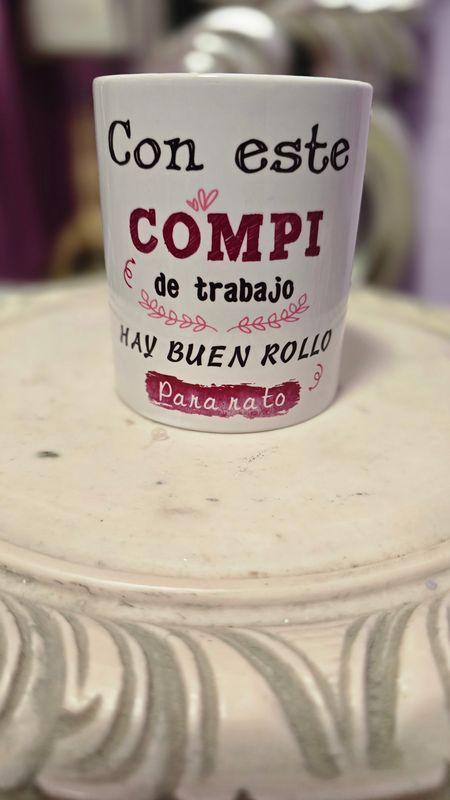 Con este
COMPI
de trabajo
HAY BUEN ROLLO
Para rato